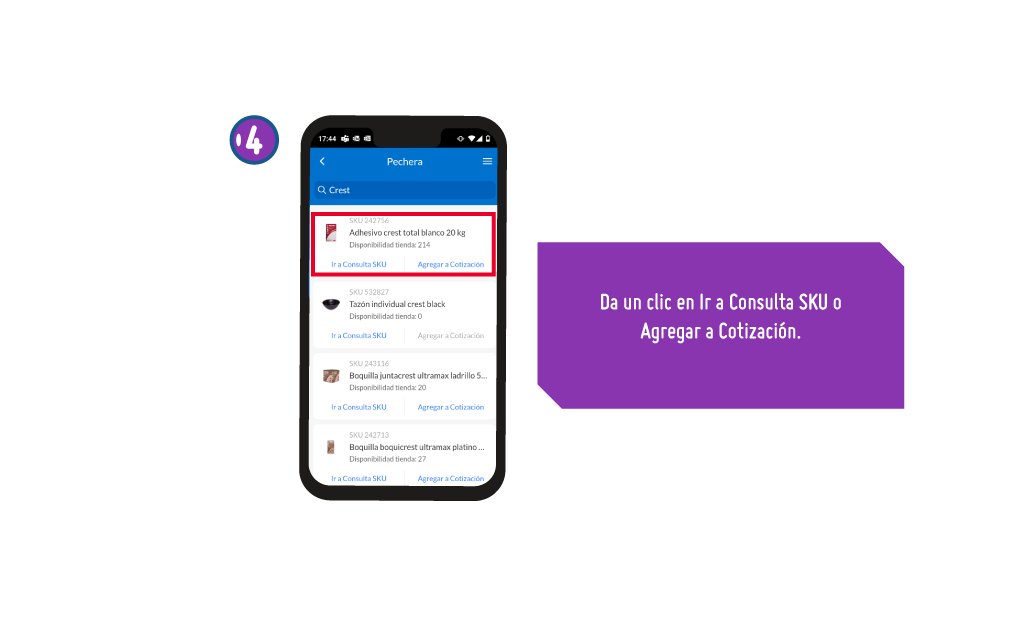 4
17:44
Pechera
Crest
SKU 242756
Adhesivo crest total blanco 20 kg
Disponibilidad tienda: 214
Ir a Consulta SKU Agregar a Cotización
SKU 532827
Tazón individual crest black
Disponibilidad tienda: 0
Ir a Consulta SKU Agregar a Cotización
SKU 243116
Boquilla juntacrest ultramax ladrillo 5...
Disponibilidad tienda: 20
Ir a Consulta SKU Agregar a Cotización
SKU 242713
Boquilla boquicrest ultramax platino ...
Disponibilidad tienda: 27
Ir a Consulta SKU Agregar a Cotización
Da un clic en Ir a Consulta SKU o
Agregar a Cotización.